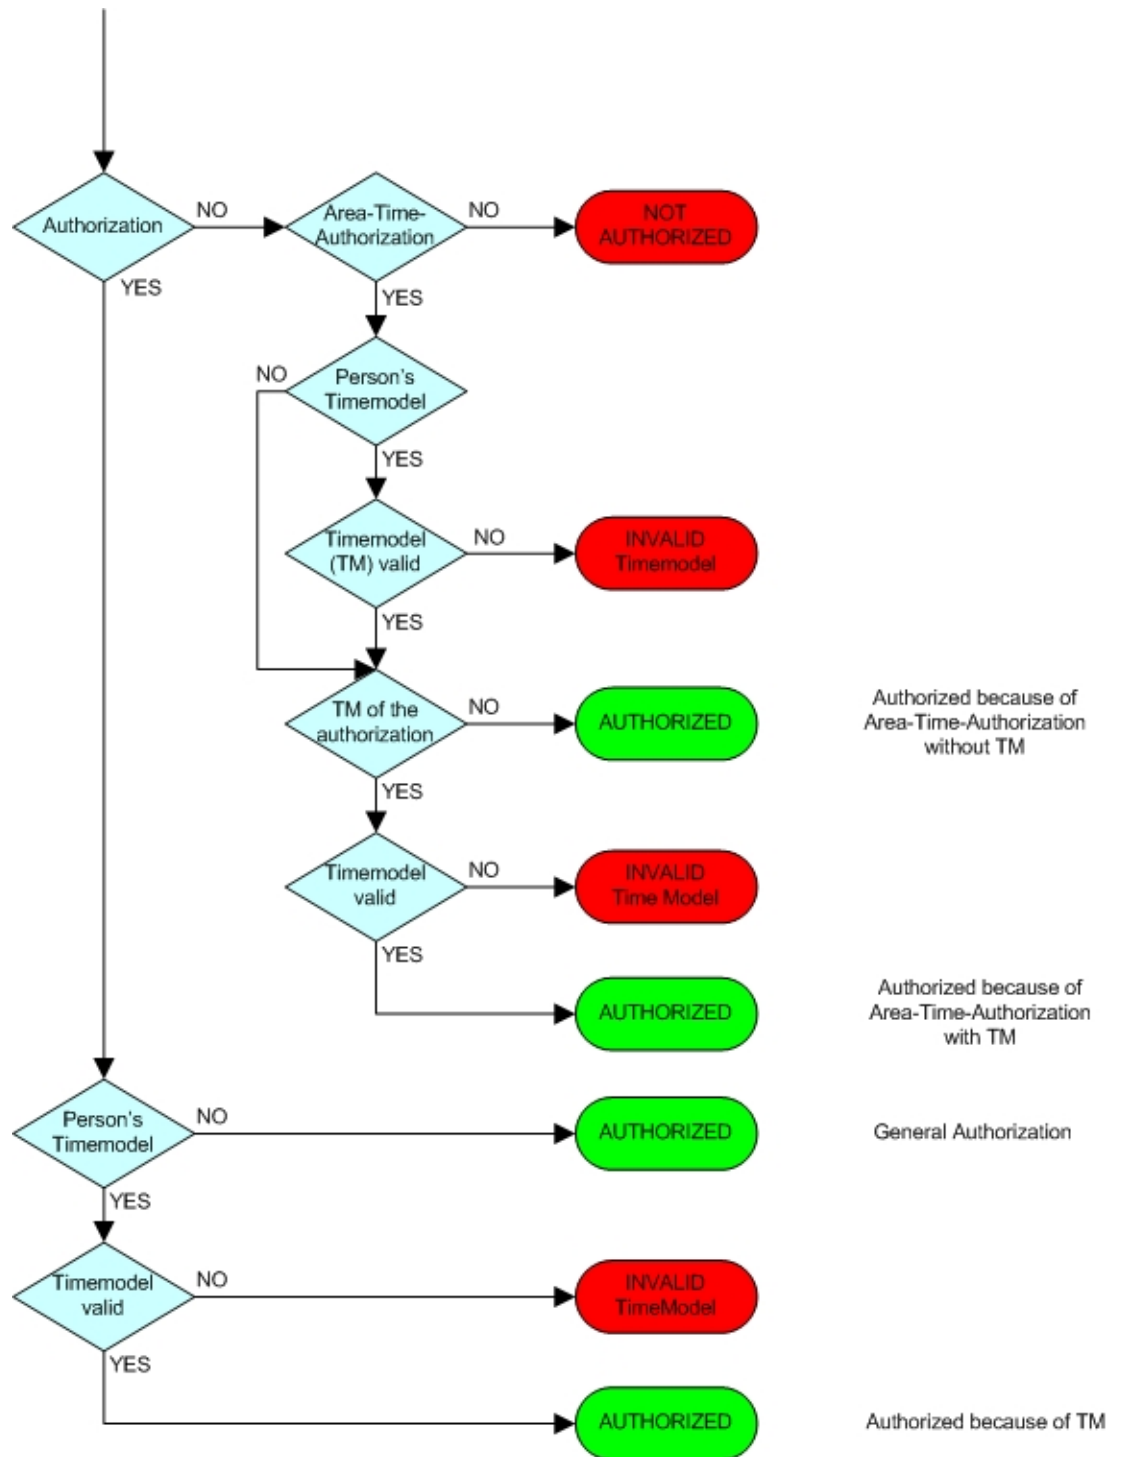 Authorization
NO
Area-Time-
Authorization
NO
NOT
AUTHORIZED
YES
YES
NO
Person's
Timemodel
YES
Timemodel
(TM) valid
NO
INVALID
Timemodel
YES
TM of the
authorization
NO
AUTHORIZED
Authorized because of
Area-Time-Authorization
without TM
YES
Timemodel
valid
NO
INVALID
Time Model
YES
AUTHORIZED
Authorized because of
Area-Time-Authorization
with TM
Person's
Timemodel
NO
AUTHORIZED
General Authorization
YES
Timemodel
valid
NO
INVALID
TimeModel
YES
AUTHORIZED
Authorized because of TM